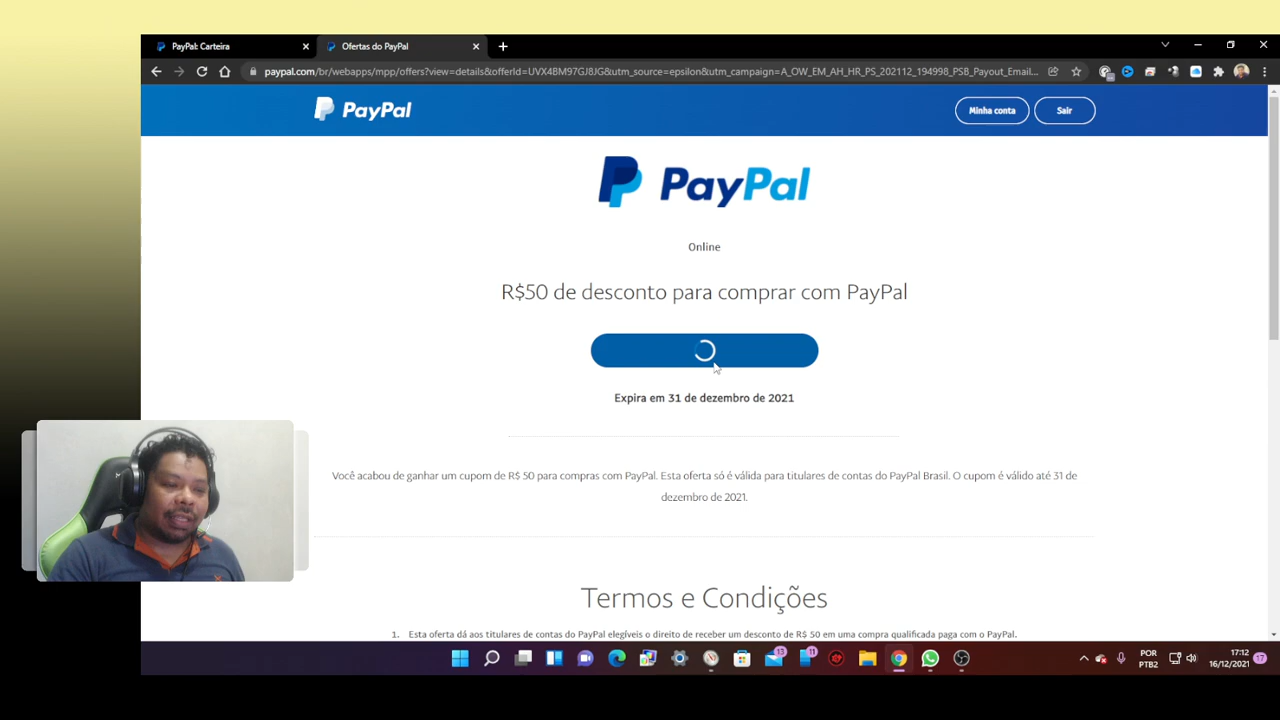 PayPal: Carteira
Ofertas do PayPal
paypal.com/br/webapps/mpp/offers?view=details&offerId=UVX4BM97GJ8JG&utm_source=epsilon&utm_campaign=A_OW_EM_AH_HR_PS_202112_194998_PSB_Payout_Email...
PayPal
Minha conta
Sair
PayPal
Online
R$50 de desconto para comprar com PayPal
Expira em 31 de dezembro de 2021
Você acabou de ganhar um cupom de R$ 50 para compras com PayPal. Esta oferta só é válida para titulares de contas do PayPal Brasil. O cupom é válido até 31 de
dezembro de 2021.
Termos e Condições
1. Esta oferta dá aos titulares de contas do PayPal elegíveis o direito de receber um desconto de R$ 50 em uma compra qualificada paga com o PayPal.
13
11
POR
PTB2
17:12
16/12/2021
17